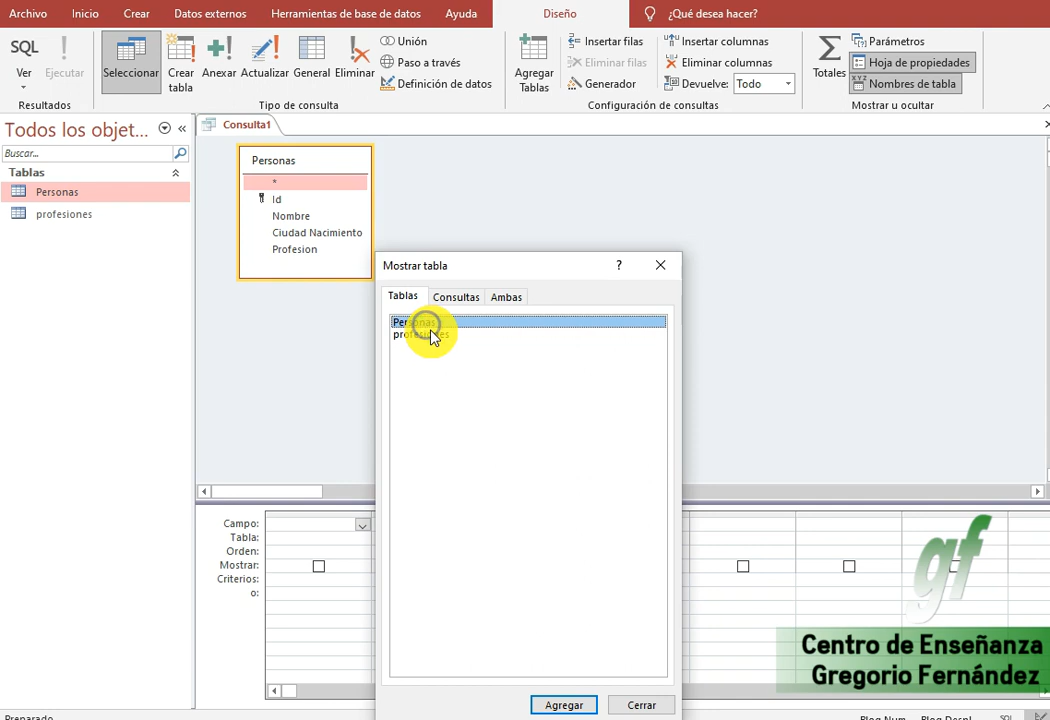 Archivo Inicio Crear Datos externos Herramientas de base de datos Ayuda Diseño ¿Qué desea hacer?
SQL
Ver Ejecutar
Seleccionar Crear tabla Anexar Actualizar General Eliminar
Unión
Paso a través
Definición de datos
Agregar Tablas
Insertar filas
Eliminar filas
Generador
Insertar columnas
Eliminar columnas
Devuelve: Todo
Totales
Parámetros
Hoja de propiedades
XYZ Nombres de tabla
Resultados Tipo de consulta Configuración de consultas Mostrar u ocultar
Todos los objet... «
Buscar...
Tablas
Personas
profesiones
Consulta1
Personas
*
Id
Nombre
Ciudad Nacimiento
Profesion
Mostrar tabla ?
Tablas Consultas Ambas
Personas
profesiones
Agregar Cerrar
Campo:
Tabla:
Orden:
Mostrar:
Criterios:
o:
gf
Centro de Enseñanza
Gregorio Fernández
Preparado Bloq Num Bloq Despl SQL